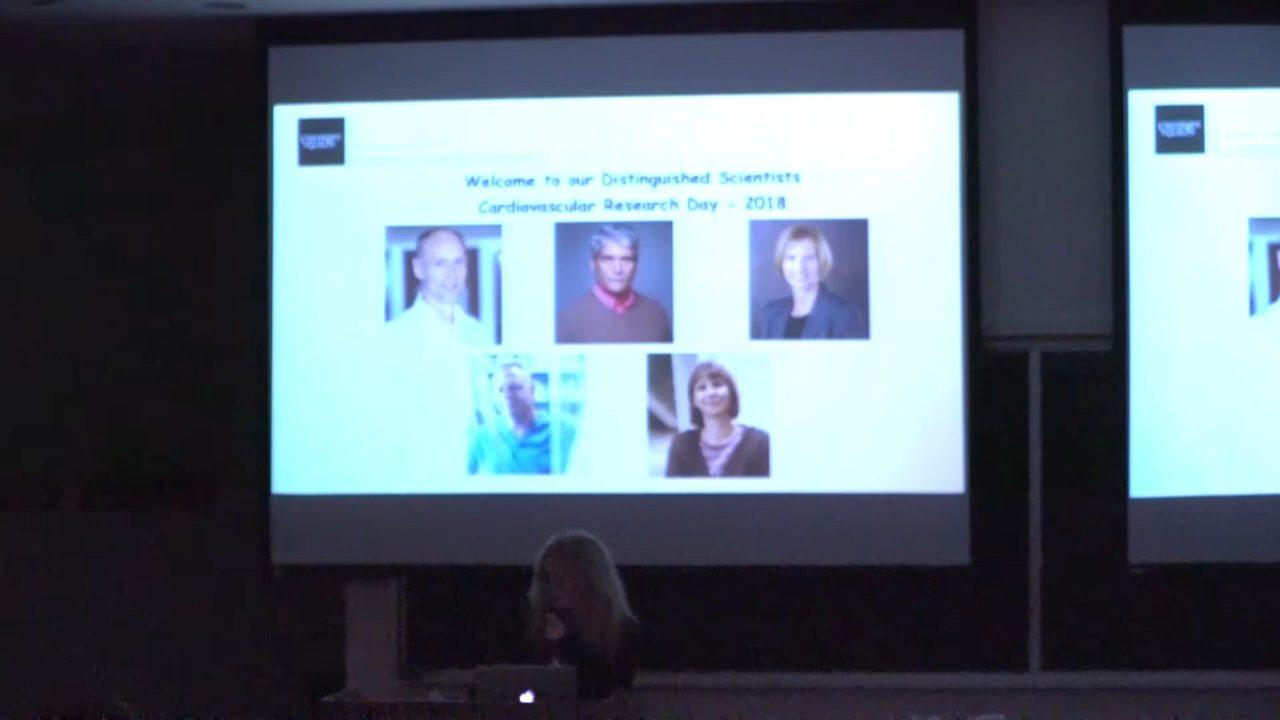 Welcome to our Distinguished Scientists
Cardiovascular Research Day - 2018